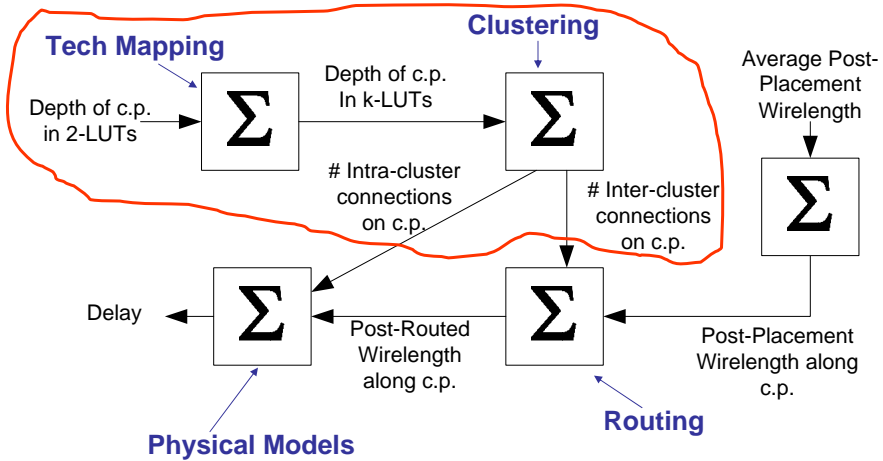 Tech Mapping
Clustering
Average Post-
Placement
Wirelength
Depth of c.p.
in 2-LUTs
Σ
Depth of c.p.
In k-LUTs
Σ
Σ
# Intra-cluster
connections
on c.p.
# Inter-cluster
connections
on c.p.
Delay
Σ
Post-Routed
Wirelength
along c.p.
Σ
Post-Placement
Wirelength along
c.p.
Physical Models
Routing